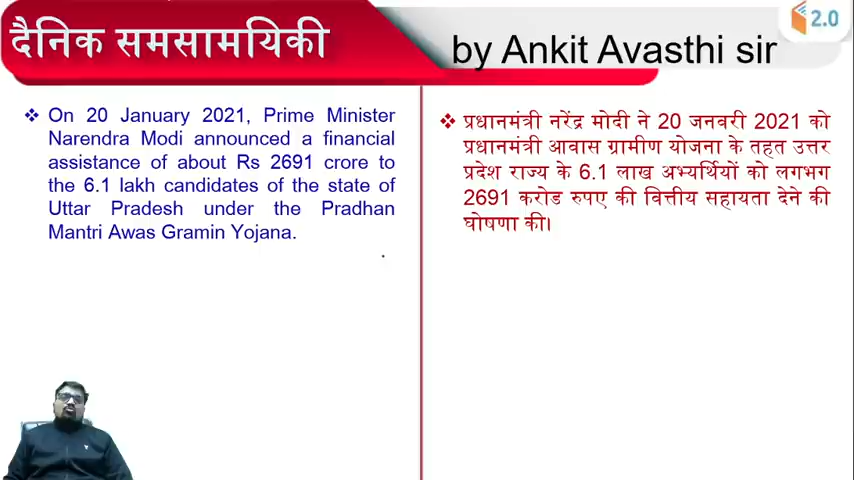 दैनिक समसामयिकी
by Ankit Avasthi sir
2.0
❖ On 20 January 2021, Prime Minister
Narendra Modi announced a financial
assistance of about Rs 2691 crore to
the 6.1 lakh candidates of the state of
Uttar Pradesh under the Pradhan
Mantri Awas Gramin Yojana.
❖ प्रधानमंत्री नरेंद्र मोदी ने 20 जनवरी 2021 को
प्रधानमंत्री आवास ग्रामीण योजना के तहत उत्तर
प्रदेश राज्य के 6.1 लाख अभ्यर्थियों को लगभग
2691 करोड रुपए की वित्तीय सहायता देने की
घोषणा की।